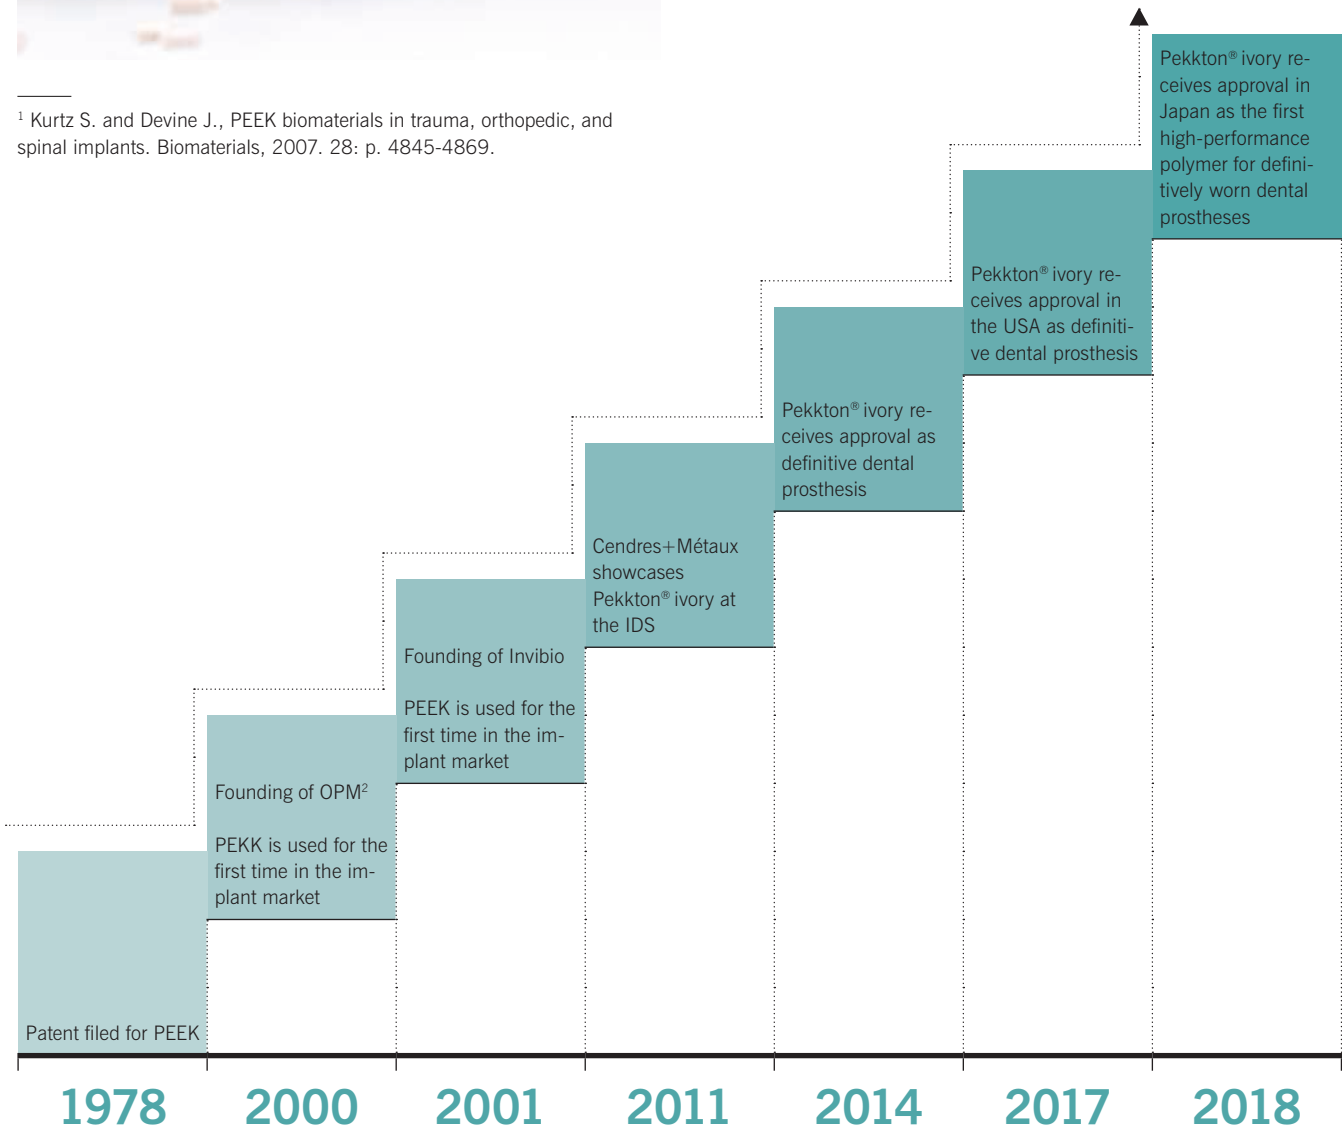 ¹ Kurtz S. and Devine J., PEEK biomaterials in trauma, orthopedic, and
spinal implants. Biomaterials, 2007. 28: p. 4845-4869.
Patent filed for PEEK
Founding of OPM²
PEKK is used for the
first time in the im-
plant market
Founding of Invibio
PEEK is used for the
first time in the im-
plant market
Cendres+Métaux
showcases
Pekkton® ivory at
the IDS
Pekkton® ivory re-
ceives approval as
definitive dental
prosthesis
Pekkton® ivory re-
ceives approval in
the USA as definiti-
ve dental prosthesis
Pekkton® ivory re-
ceives approval in
Japan as the first
high-performance
polymer for defini-
tively worn dental
prostheses
1978 2000 2001 2011 2014 2017 2018